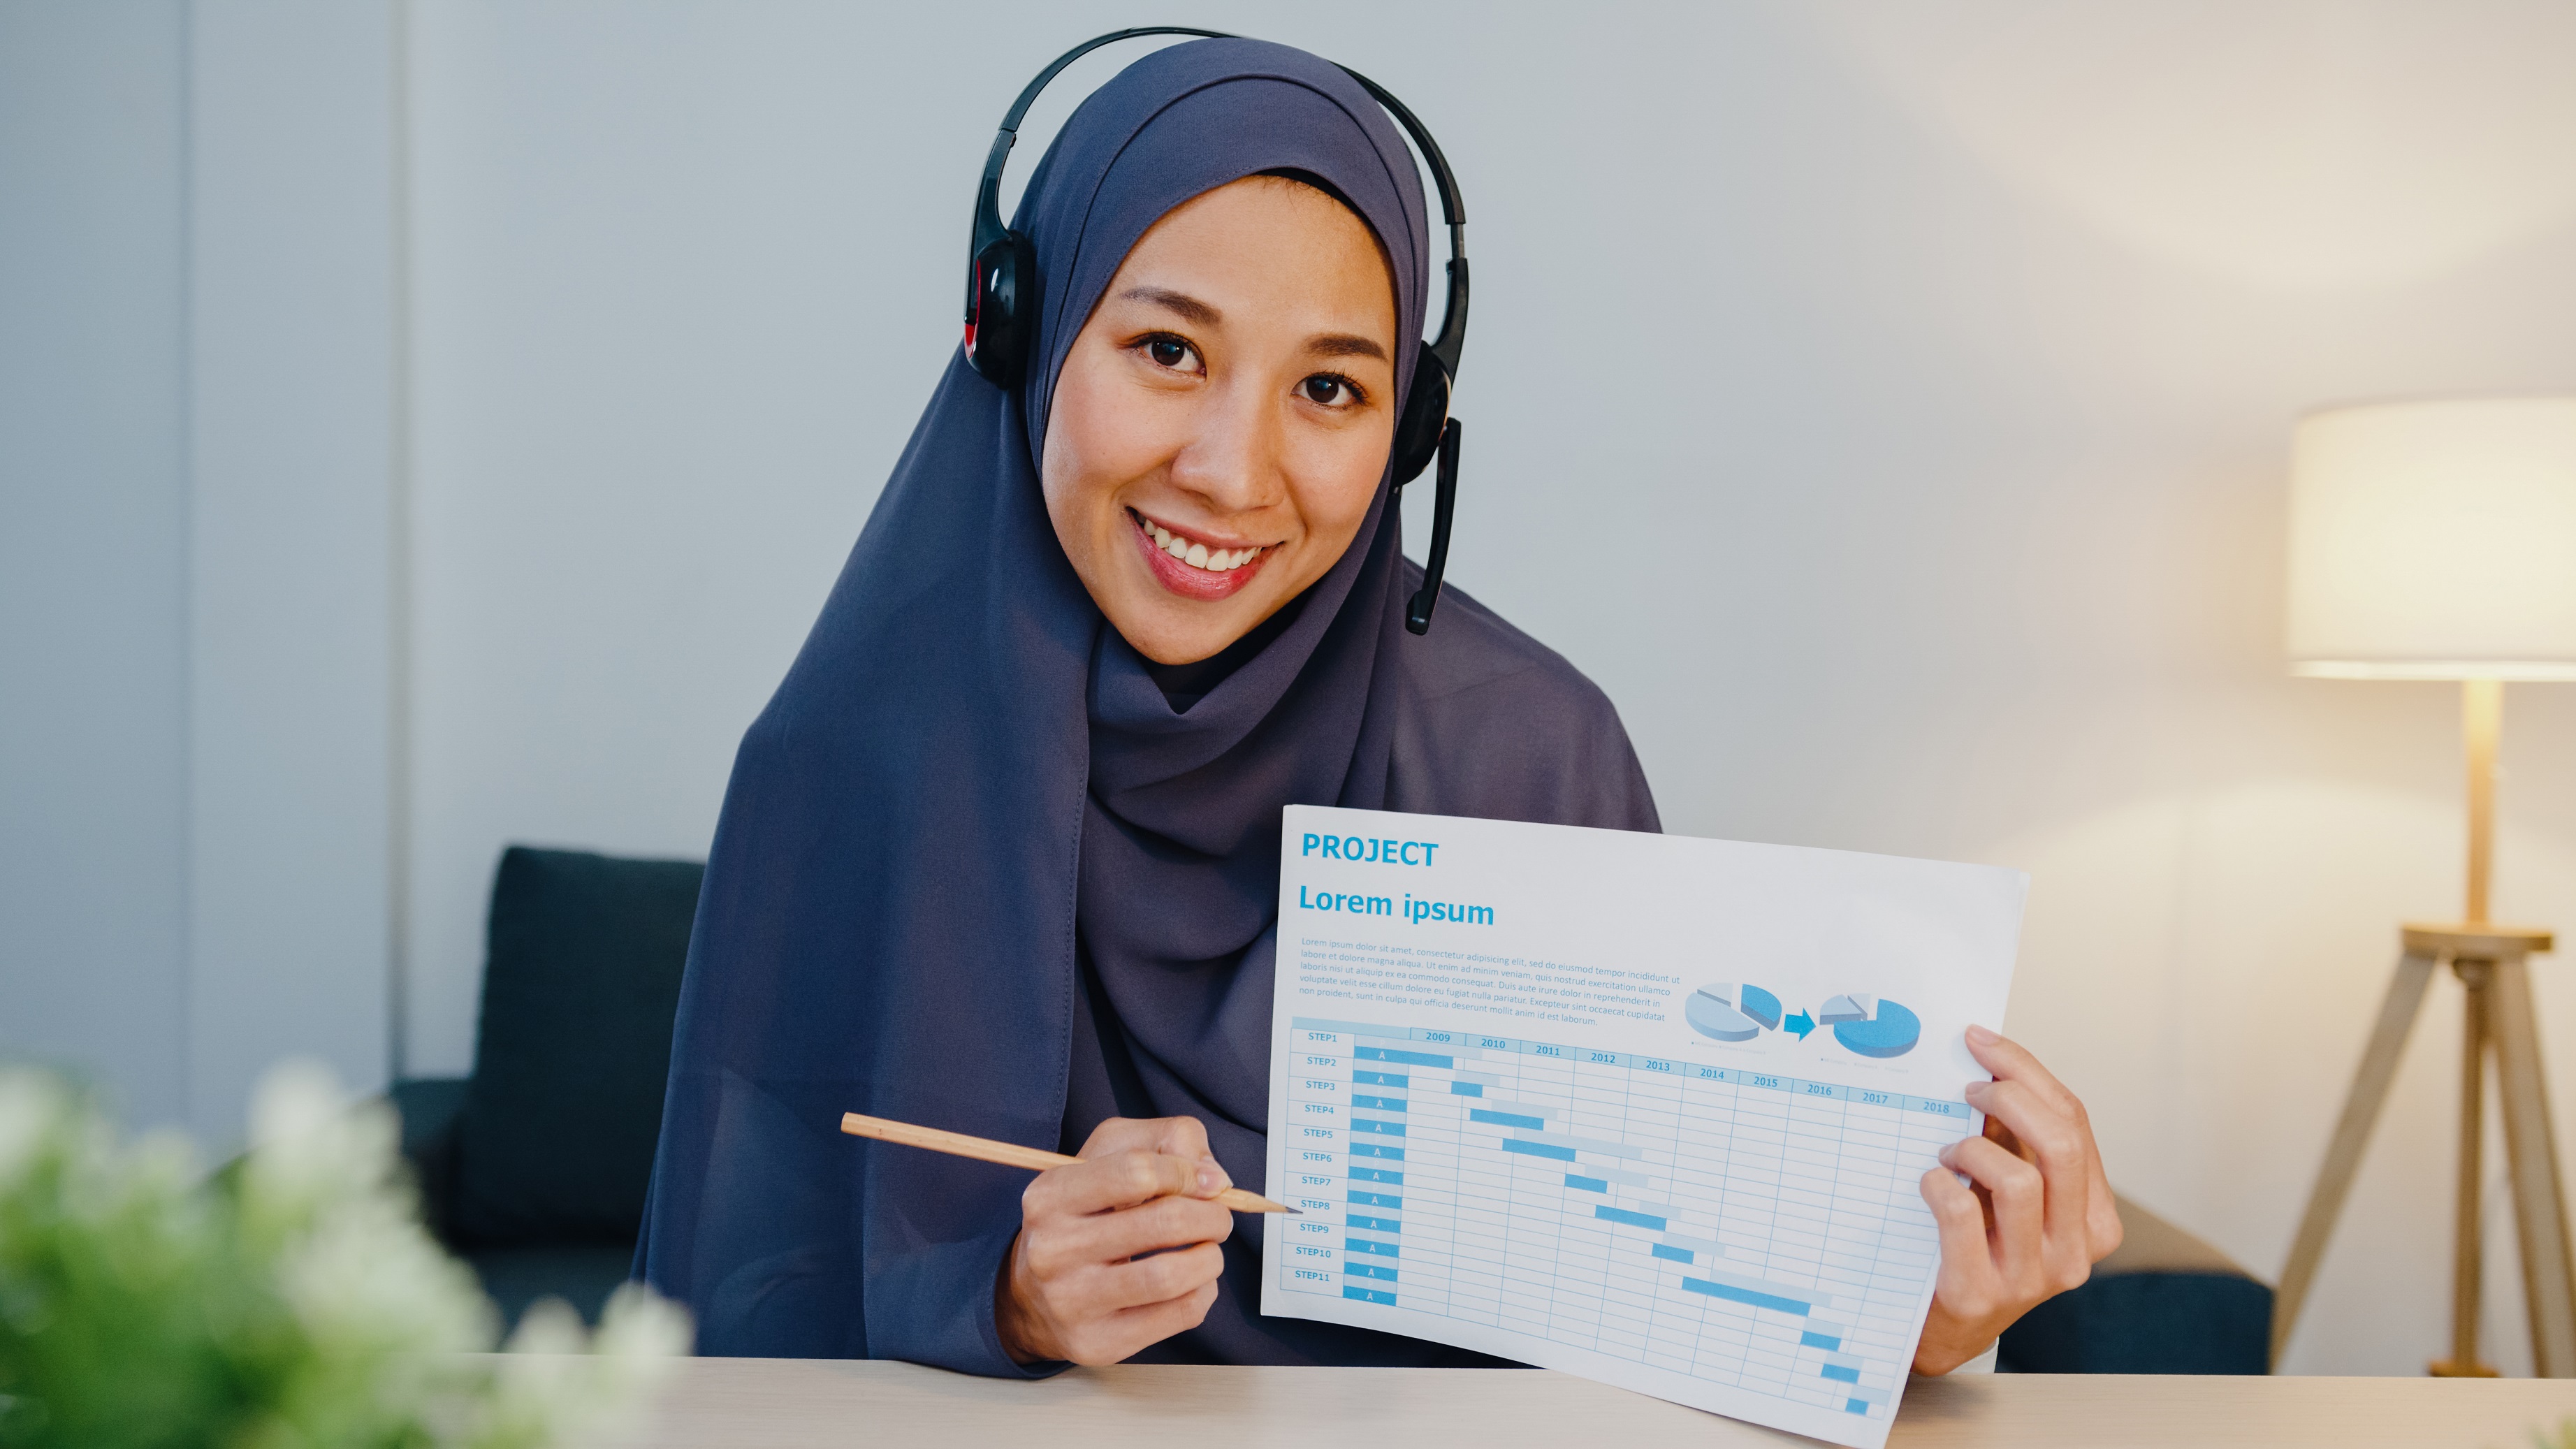 PROJECT
Lorem ipsum
Lorem ipsum dolor sit amet, consectetur adipisicing elit, sed do eiusmod tempor incididunt ut
labore et dolore magna aliqua. Ut enim ad minim veniam, quis nostrud exercitation ullamco
laboris nisi ut aliquip ex ea commodo consequat. Duis aute irure dolor in reprehenderit in
voluptate velit esse cillum dolore eu fugiat nulla pariatur. Excepteur sint occaecat cupidatat
non proident, sunt in culpa qui officia deserunt mollit anim id est laborum.
2009 2010 2011 2012 2013 2014 2015 2016 2017 2018
STEP1 A
STEP2 A
STEP3 A
STEP4 A
STEP5 A
STEP6 A
STEP7 A
STEP8 A
STEP9 A
STEP10 A
STEP11 A